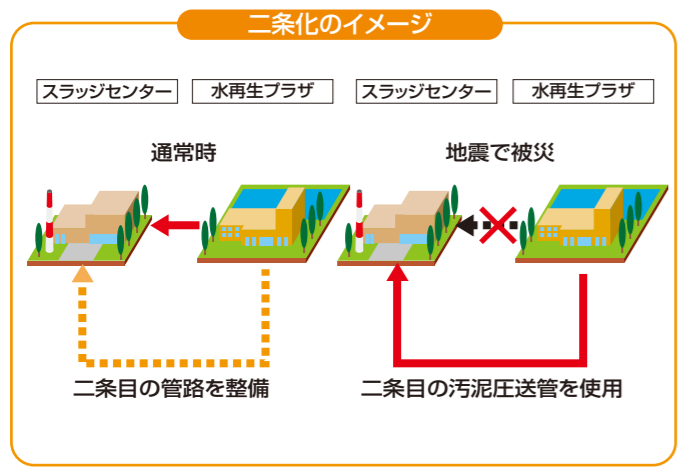 二条化のイメージ
スラッジセンター
水再生プラザ
スラッジセンター
水再生プラザ
通常時
地震で被災
二条目の管路を整備
二条目の汚泥圧送管を使用